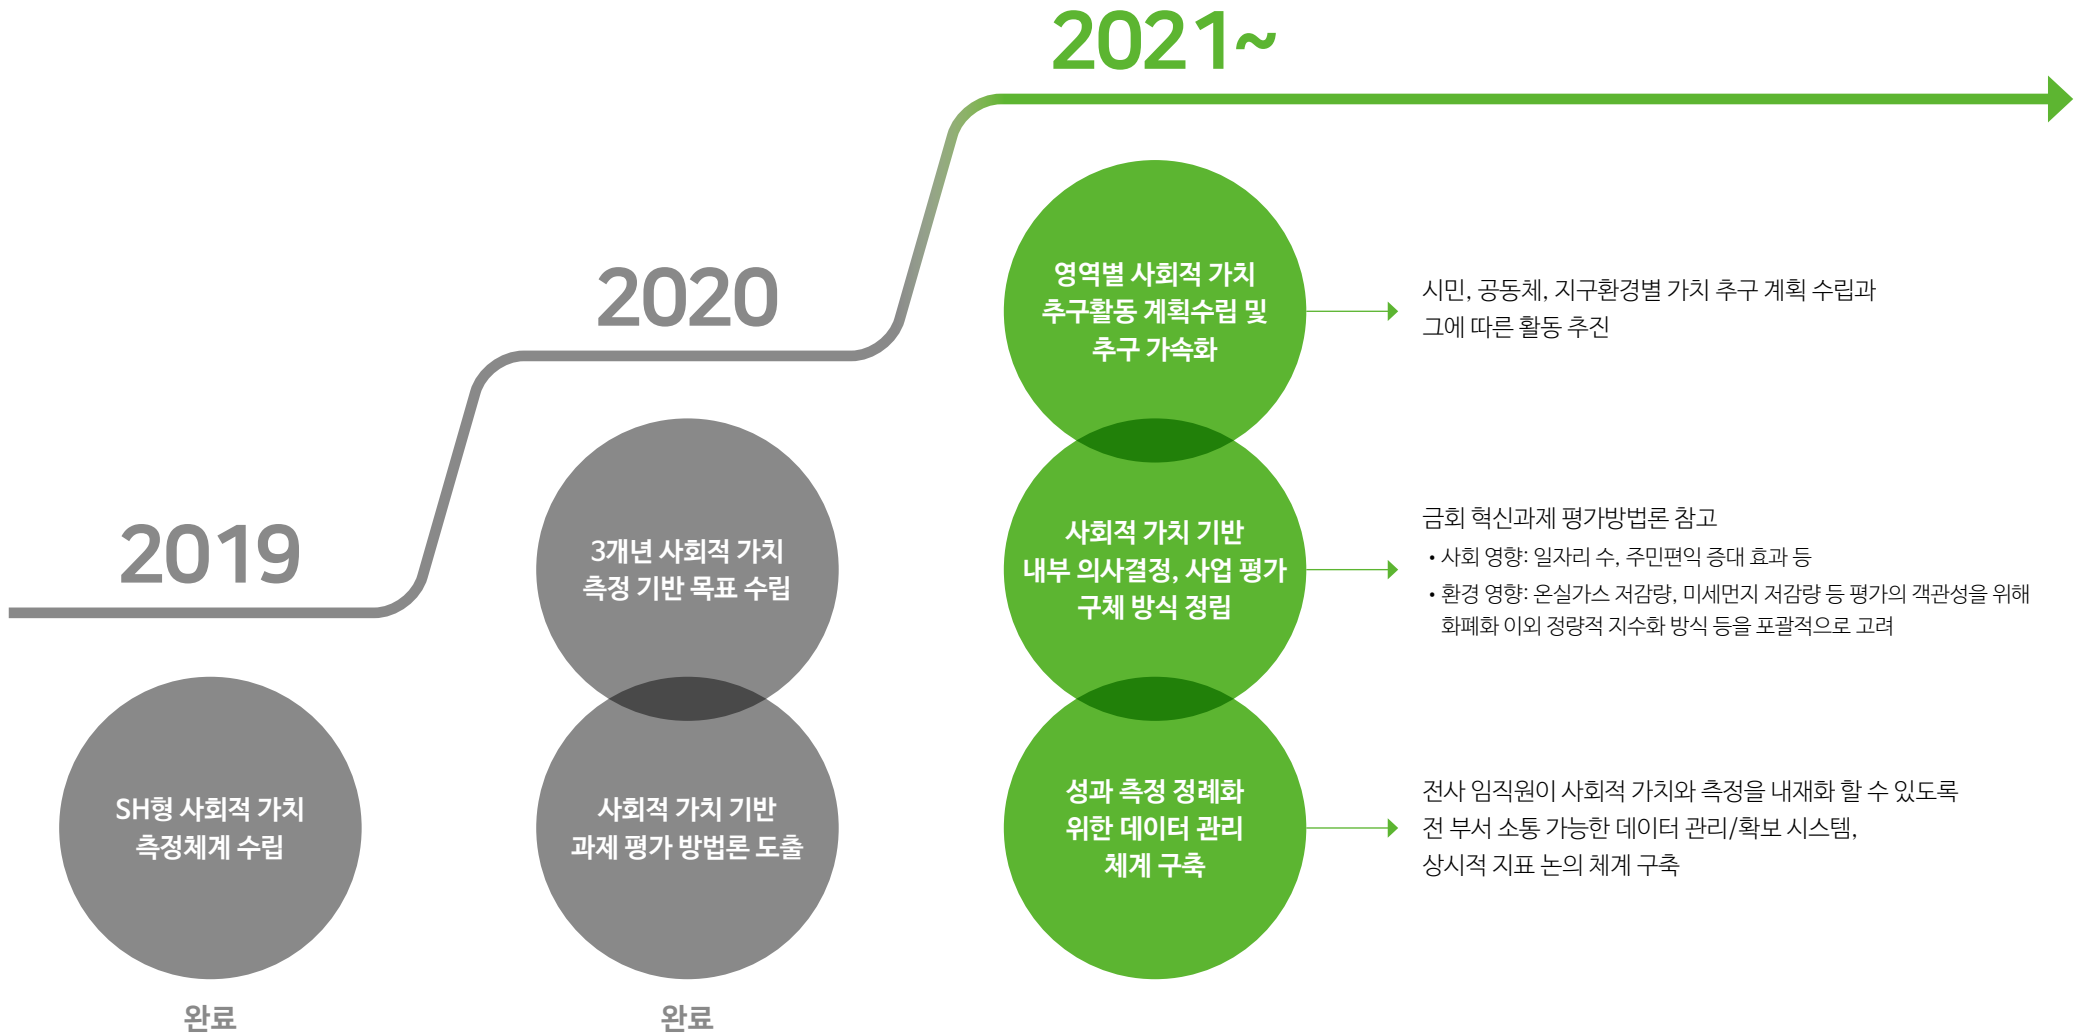 2019
SH형 사회적 가치
측정체계 수립
완료
2020
3개년 사회적 가치
측정 기반 목표 수립
사회적 가치 기반
과제 평가 방법론 도출
완료
2021~
영역별 사회적 가치
추구활동 계획수립 및
추구 가속화
시민, 공동체, 지구환경별 가치 추구 계획 수립과
그에 따른 활동 추진
사회적 가치 기반
내부 의사결정, 사업 평가
구체 방식 정립
금회 혁신과제 평가방법론 참고
• 사회 영향: 일자리 수, 주민편익 증대 효과 등
• 환경 영향: 온실가스 저감량, 미세먼지 저감량 등 평가의 객관성을 위해
화폐화 이외 정량적 지수화 방식 등을 포괄적으로 고려
성과 측정 정례화
위한 데이터 관리
체계 구축
전사 임직원이 사회적 가치와 측정을 내재화 할 수 있도록
전 부서 소통 가능한 데이터 관리/확보 시스템,
상시적 지표 논의 체계 구축